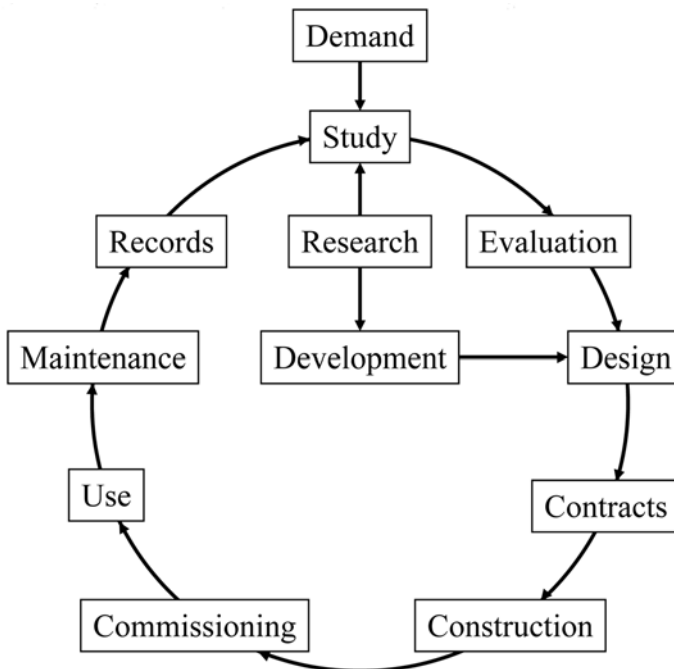 Demand
Study
Records
Research
Evaluation
Maintenance
Development
Design
Use
Contracts
Commissioning
Construction